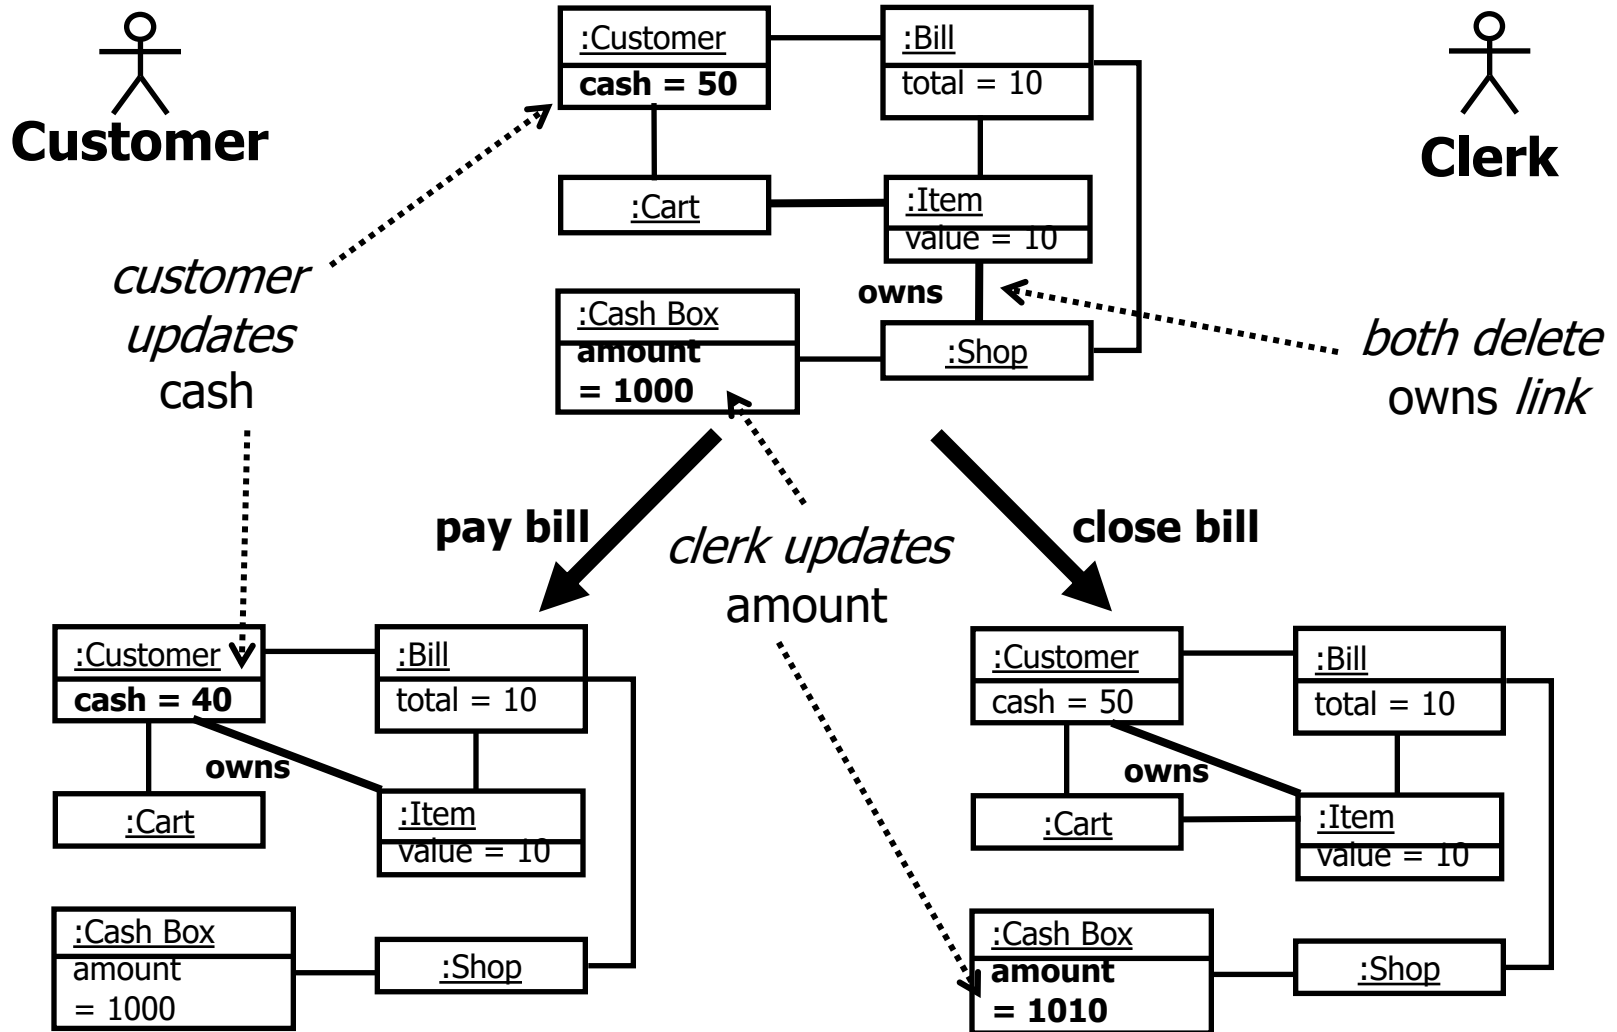 Customer
Clerk
:Customer
cash = 50
:Bill
total = 10
:Cart
:Item
value = 10
owns
:Cash Box
amount
= 1000
:Shop
customer
updates
cash
both delete
owns link
pay bill
clerk updates
amount
close bill
:Customer
cash = 40
:Bill
total = 10
owns
:Cart
:Item
value = 10
:Cash Box
amount
= 1000
:Shop
:Customer
cash = 50
:Bill
total = 10
owns
:Cart
:Item
value = 10
:Cash Box
amount
= 1010
:Shop